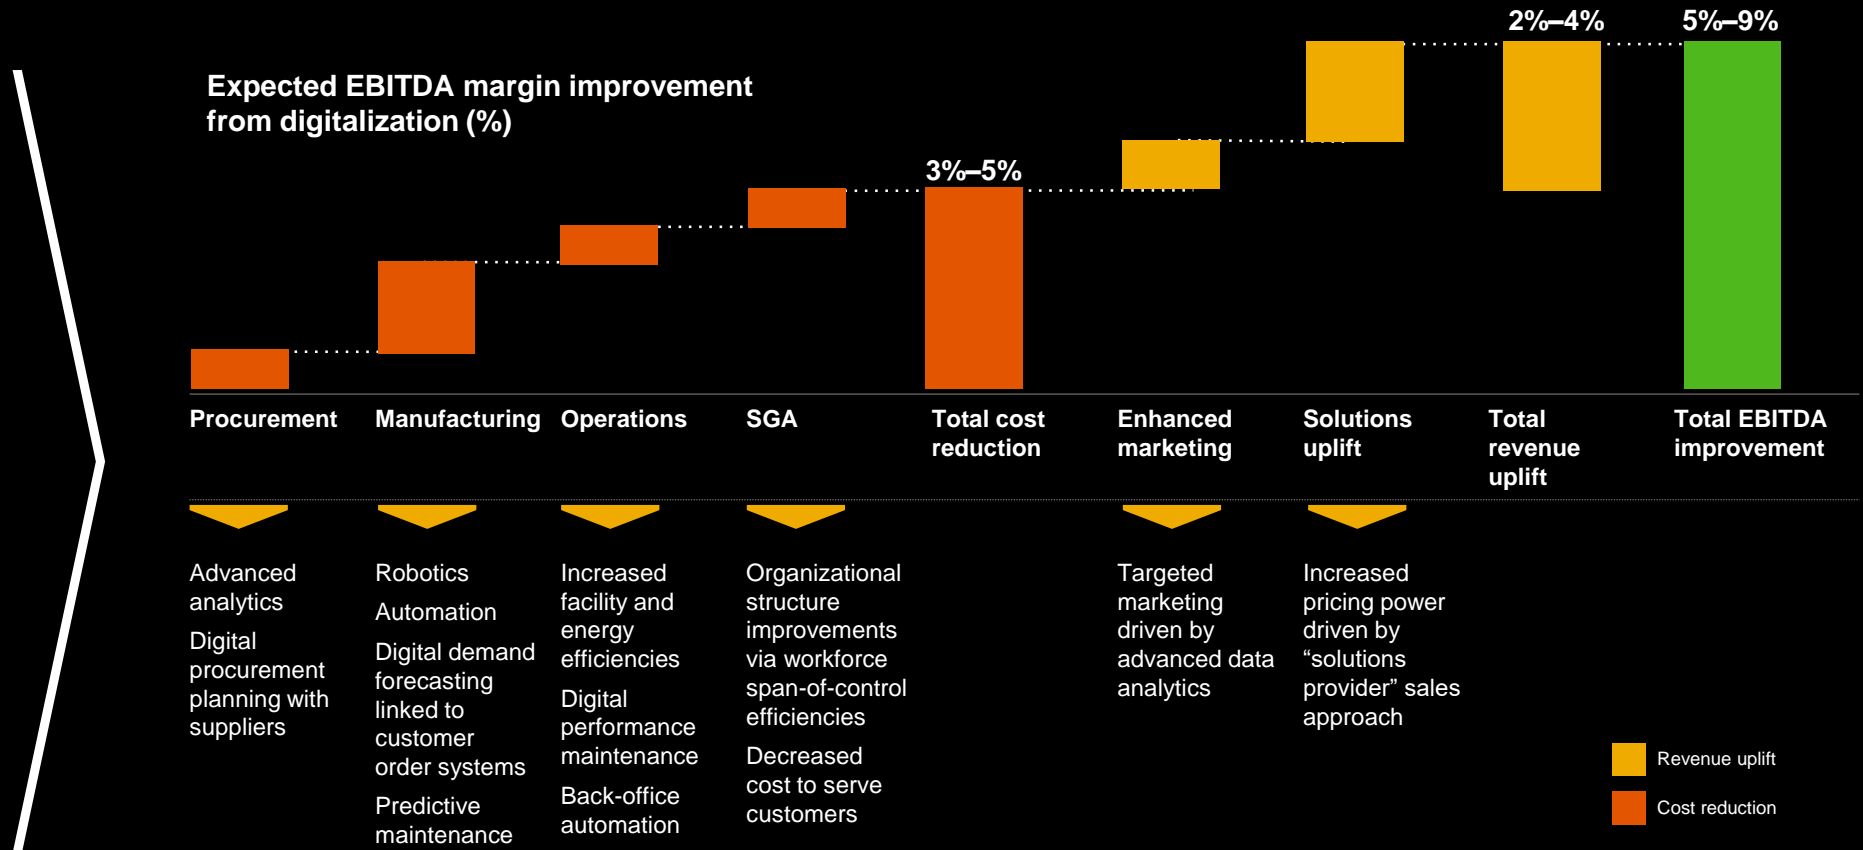 Expected EBITDA margin improvement
from digitalization (%)
3%–5%
2%–4%
5%–9%
Procurement
Manufacturing
Operations
SGA
Total cost
reduction
Enhanced
marketing
Solutions
uplift
Total
revenue
uplift
Total EBITDA
improvement
Advanced
analytics
Digital
procurement
planning with
suppliers
Robotics
Automation
Digital demand
forecasting
linked to
customer
order systems
Predictive
maintenance
Increased
facility and
energy
efficiencies
Digital
performance
maintenance
Back-office
automation
Organizational
structure
improvements
via workforce
span-of-control
efficiencies
Decreased
cost to serve
customers
Targeted
marketing
driven by
advanced data
analytics
Increased
pricing power
driven by
“solutions
provider” sales
approach
Revenue uplift
Cost reduction